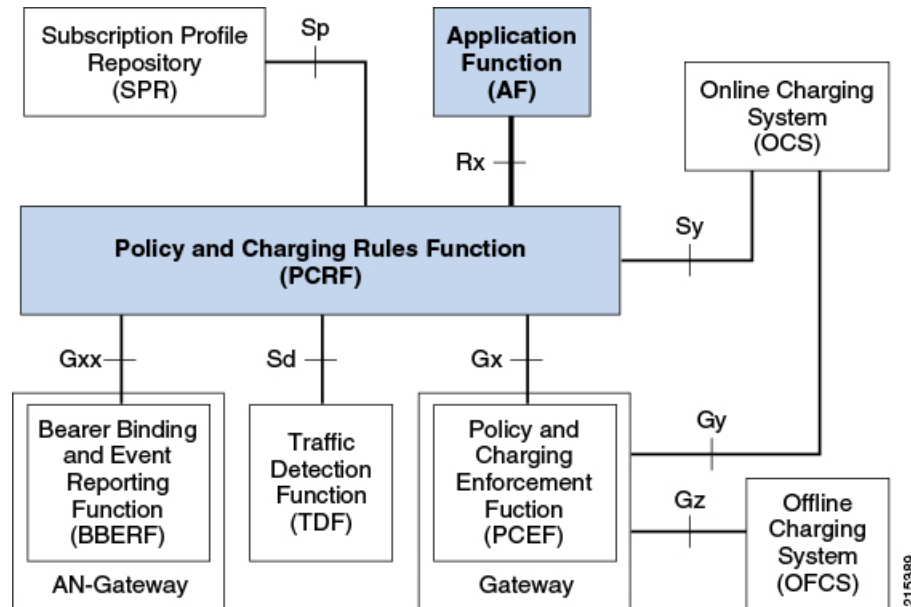 Subscription Profile
Repository
(SPR)
Sp
Application
Function
(AF)
Online Charging
System
(OCS)
Rx
Policy and Charging Rules Function
(PCRF)
Sy
Gxx
Sd
Gx
Bearer Binding
and Event
Reporting
Function
(BBERF)
AN-Gateway
Traffic
Detection
Function
(TDF)
Policy and
Charging
Enforcement
Fuction
(PCEF)
Gateway
Gy
Gz
Offline
Charging
System
(OFCS)
215389